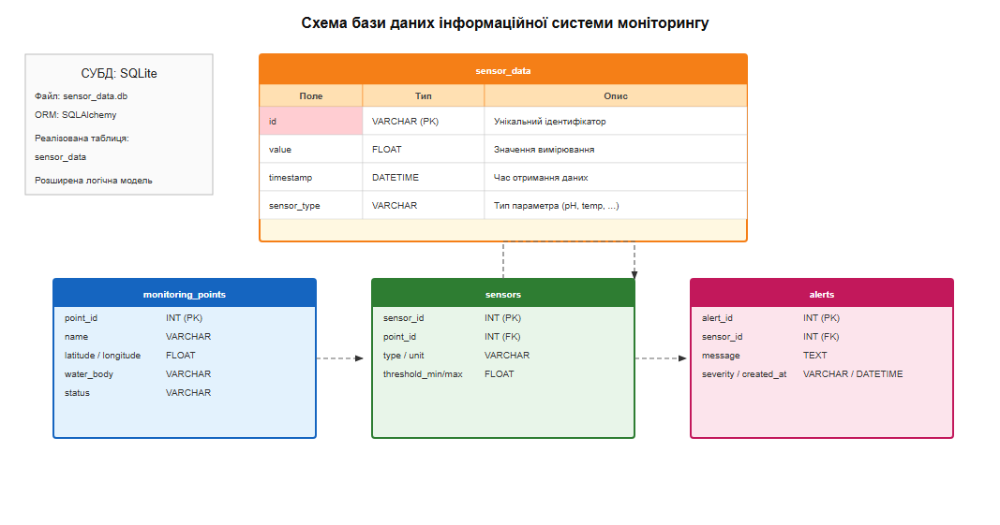 Схема бази даних інформаційної системи моніторингу
СУБД: SQLite
Файл: sensor_data.db
ORM: SQLAlchemy
Реалізована таблиця:
sensor_data
Розширена логічна модель
sensor_data
Поле Тип Опис
id VARCHAR (PK) Унікальний ідентифікатор
value FLOAT Значення вимірювання
timestamp DATETIME Час отримання даних
sensor_type VARCHAR Тип параметра (pH, temp, ...)
monitoring_points
point_id INT (PK)
name VARCHAR
latitude / longitude FLOAT
water_body VARCHAR
status VARCHAR
sensors
sensor_id INT (PK)
point_id INT (FK)
type / unit VARCHAR
threshold_min/max FLOAT
alerts
alert_id INT (PK)
sensor_id INT (FK)
message TEXT
severity / created_at VARCHAR / DATETIME